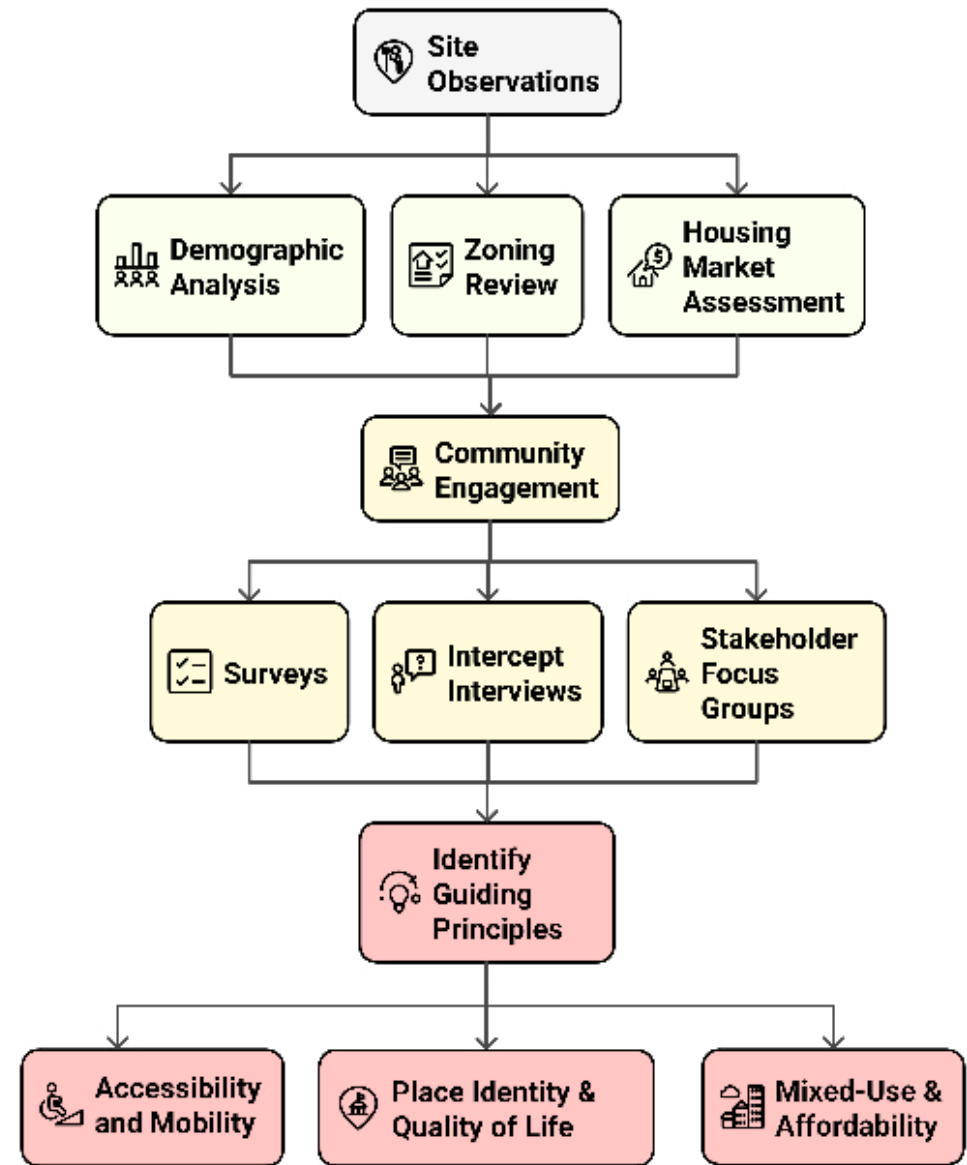 Site
Observations
Demographic
Analysis
Zoning
Review
Housing
Market
Assessment
Community
Engagement
Surveys
Intercept
Interviews
Stakeholder
Focus
Groups
Identify
Guiding
Principles
Accessibility
and Mobility
Place Identity &
Quality of Life
Mixed-Use &
Affordability